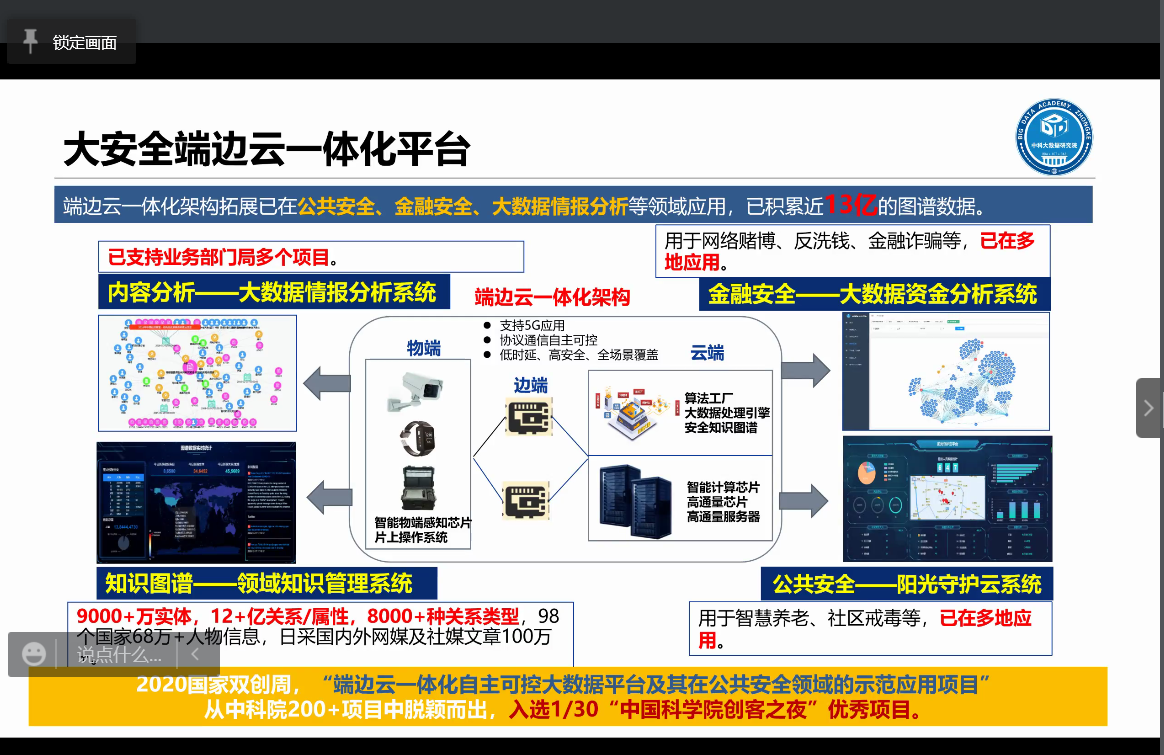 锁定画面
大安全端边云一体化平台
BIG DATA ACADEMY, ZHONGKE
中科大数据研究院
端边云一体化架构拓展已在公共安全、金融安全、大数据情报分析等领域应用，已积累近13亿的图谱数据。
已支持业务部门局多个项目。
用于网络赌博、反洗钱、金融诈骗等，已在多
地应用。
内容分析——大数据情报分析系统
端边云一体化架构
金融安全——大数据资金分析系统
● 支持5G应用
● 协议通信自主可控
● 低时延、高安全、全场景覆盖
物端
云端
边端
算法工厂
大数据处理引擎
安全知识图谱
智能计算芯片
高通量芯片
高通量服务器
智能物端感知芯片
片上操作系统
知识图谱——领域知识管理系统
公共安全——阳光守护云系统
9000+万实体，12+亿关系/属性，8000+种关系类型，98
个国家68万+人物信息，日采国内外网媒及社媒文章100万
用于智慧养老、社区戒毒等，已在多地应
用。
说点什么...
2020国家双创周，“端边云一体化自主可控大数据平台及其在公共安全领域的示范应用项目”
从中科院200+项目中脱颖而出，入选1/30“中国科学院创客之夜”优秀项目。